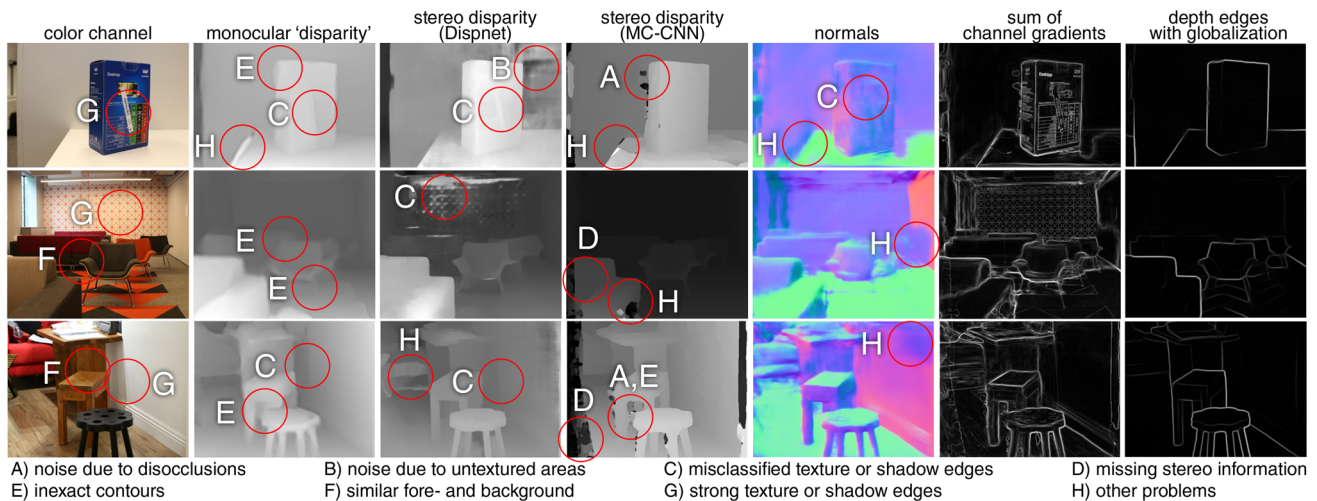 color channel
monocular ‘disparity’
stereo disparity
(Dispnet)
stereo disparity
(MC-CNN)
normals
sum of
channel gradients
depth edges
with globalization
G
E
C
H
B
C
A
H
C
H
G
F
E
E
C
D
H
H
F
G
C
E
H
C
A,E
D
H
A) noise due to disocclusions
B) noise due to untextured areas
C) misclassified texture or shadow edges
D) missing stereo information
E) inexact contours
F) similar fore- and background
G) strong texture or shadow edges
H) other problems